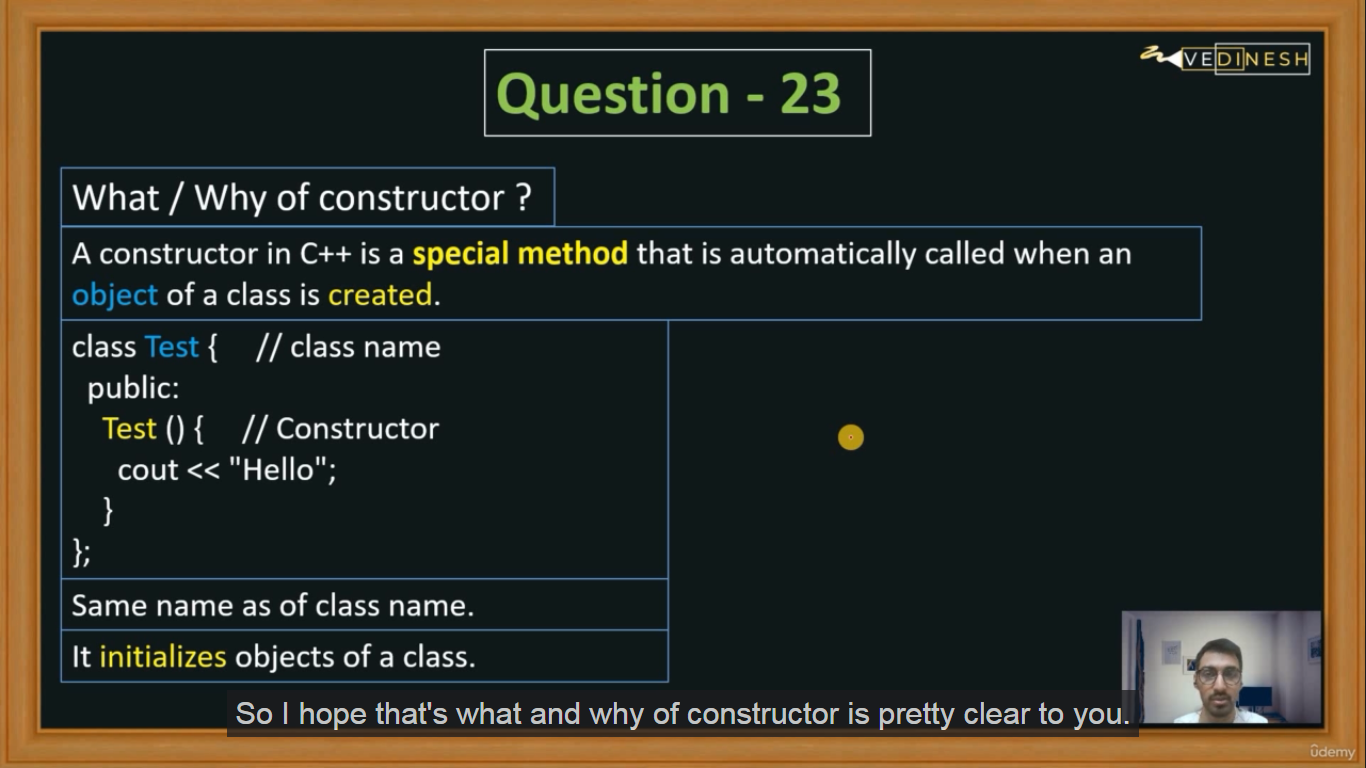 VEDINESH
Question - 23
What / Why of constructor ?
A constructor in C++ is a special method that is automatically called when an
object of a class is created.
class Test {    // class name
public:
Test () {    // Constructor
cout << "Hello";
}
};
Same name as of class name.
It initializes objects of a class.
So I hope that's what and why of constructor is pretty clear to you.
ûdemy